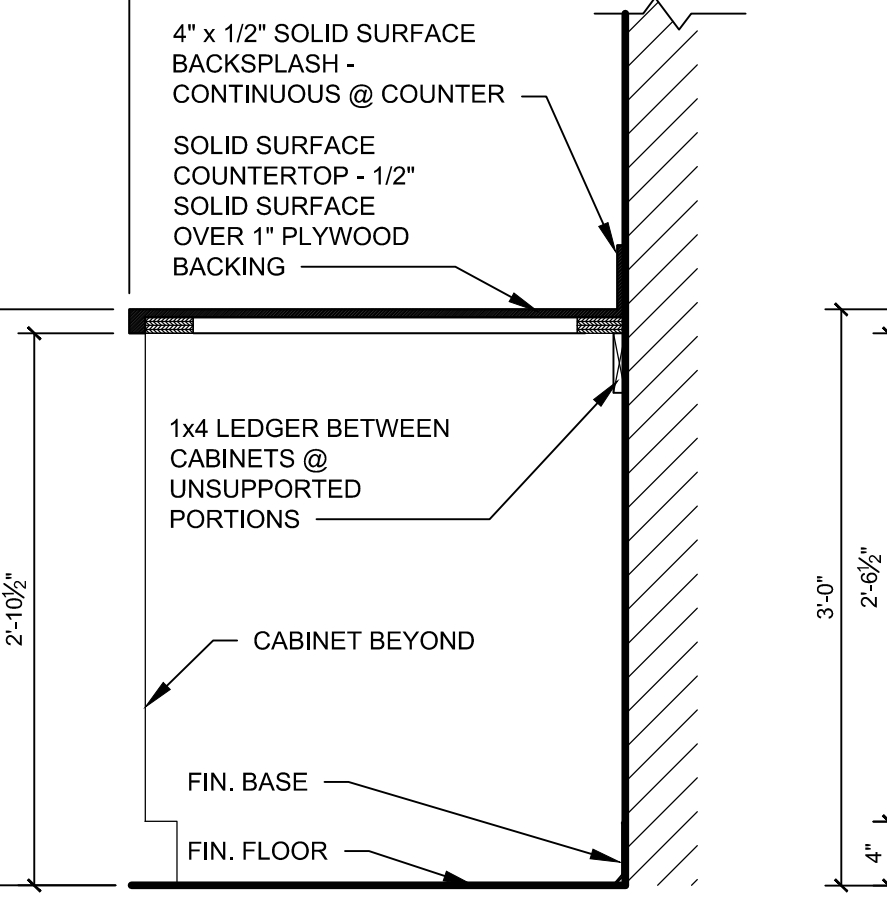 4" x 1/2" SOLID SURFACE
BACKSPLASH -
CONTINUOUS @ COUNTER
SOLID SURFACE
COUNTERTOP - 1/2"
SOLID SURFACE
OVER 1" PLYWOOD
BACKING
1x4 LEDGER BETWEEN
CABINETS @
UNSUPPORTED
PORTIONS
2'-10½"
CABINET BEYOND
FIN. BASE
FIN. FLOOR
3'-0"
2'-6½"
4"